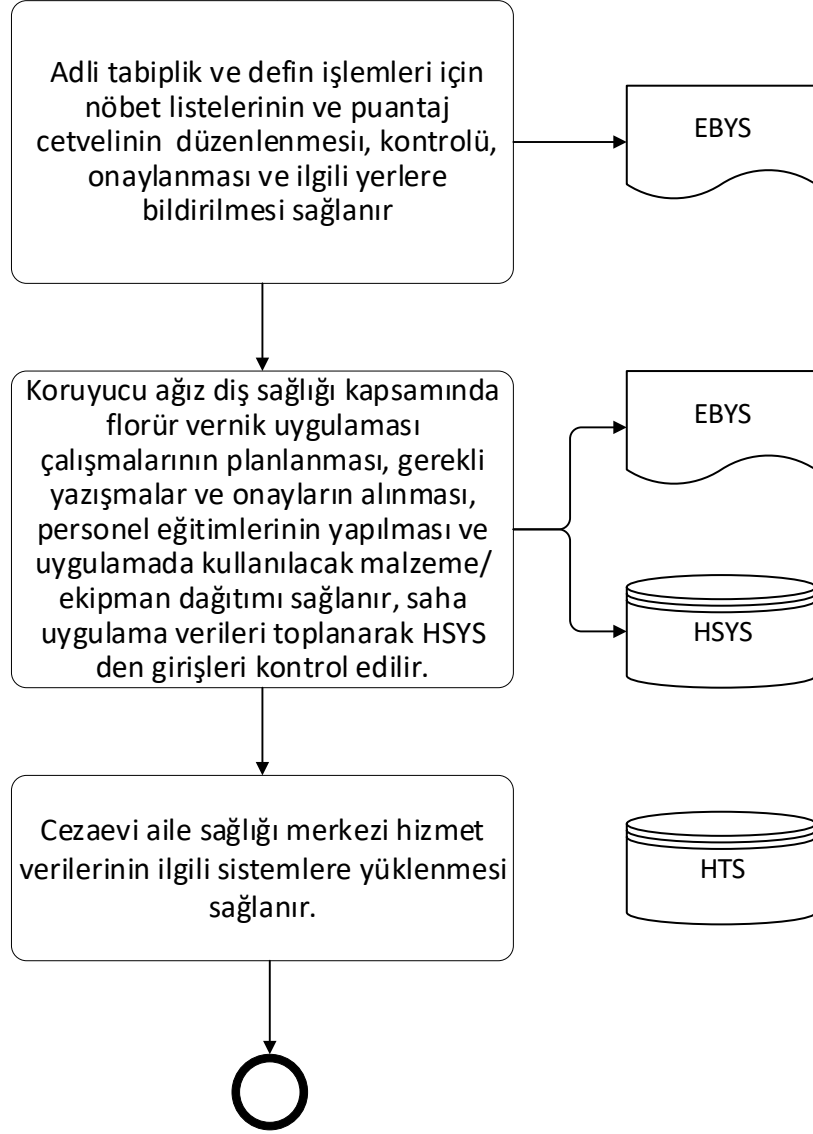 Adli tabiplik ve defin işlemleri için
nöbet listelerinin ve puantaj
cetvelinin düzenlenmesiı, kontrolü,
onaylanması ve ilgili yerlere
bildirilmesi sağlanır
EBYS
Koruyucu ağız diş sağlığı kapsamında
florür vernik uygulaması
çalışmalarının planlanması, gerekli
yazışmalar ve onayların alınması,
personel eğitimlerinin yapılması ve
uygulamada kullanılacak malzeme/
ekipman dağıtımı sağlanır, saha
uygulama verileri toplanarak HSYS
den girişleri kontrol edilir.
EBYS
HSYS
Cezaevi aile sağlığı merkezi hizmet
verilerinin ilgili sistemlere yüklenmesi
sağlanır.
HTS